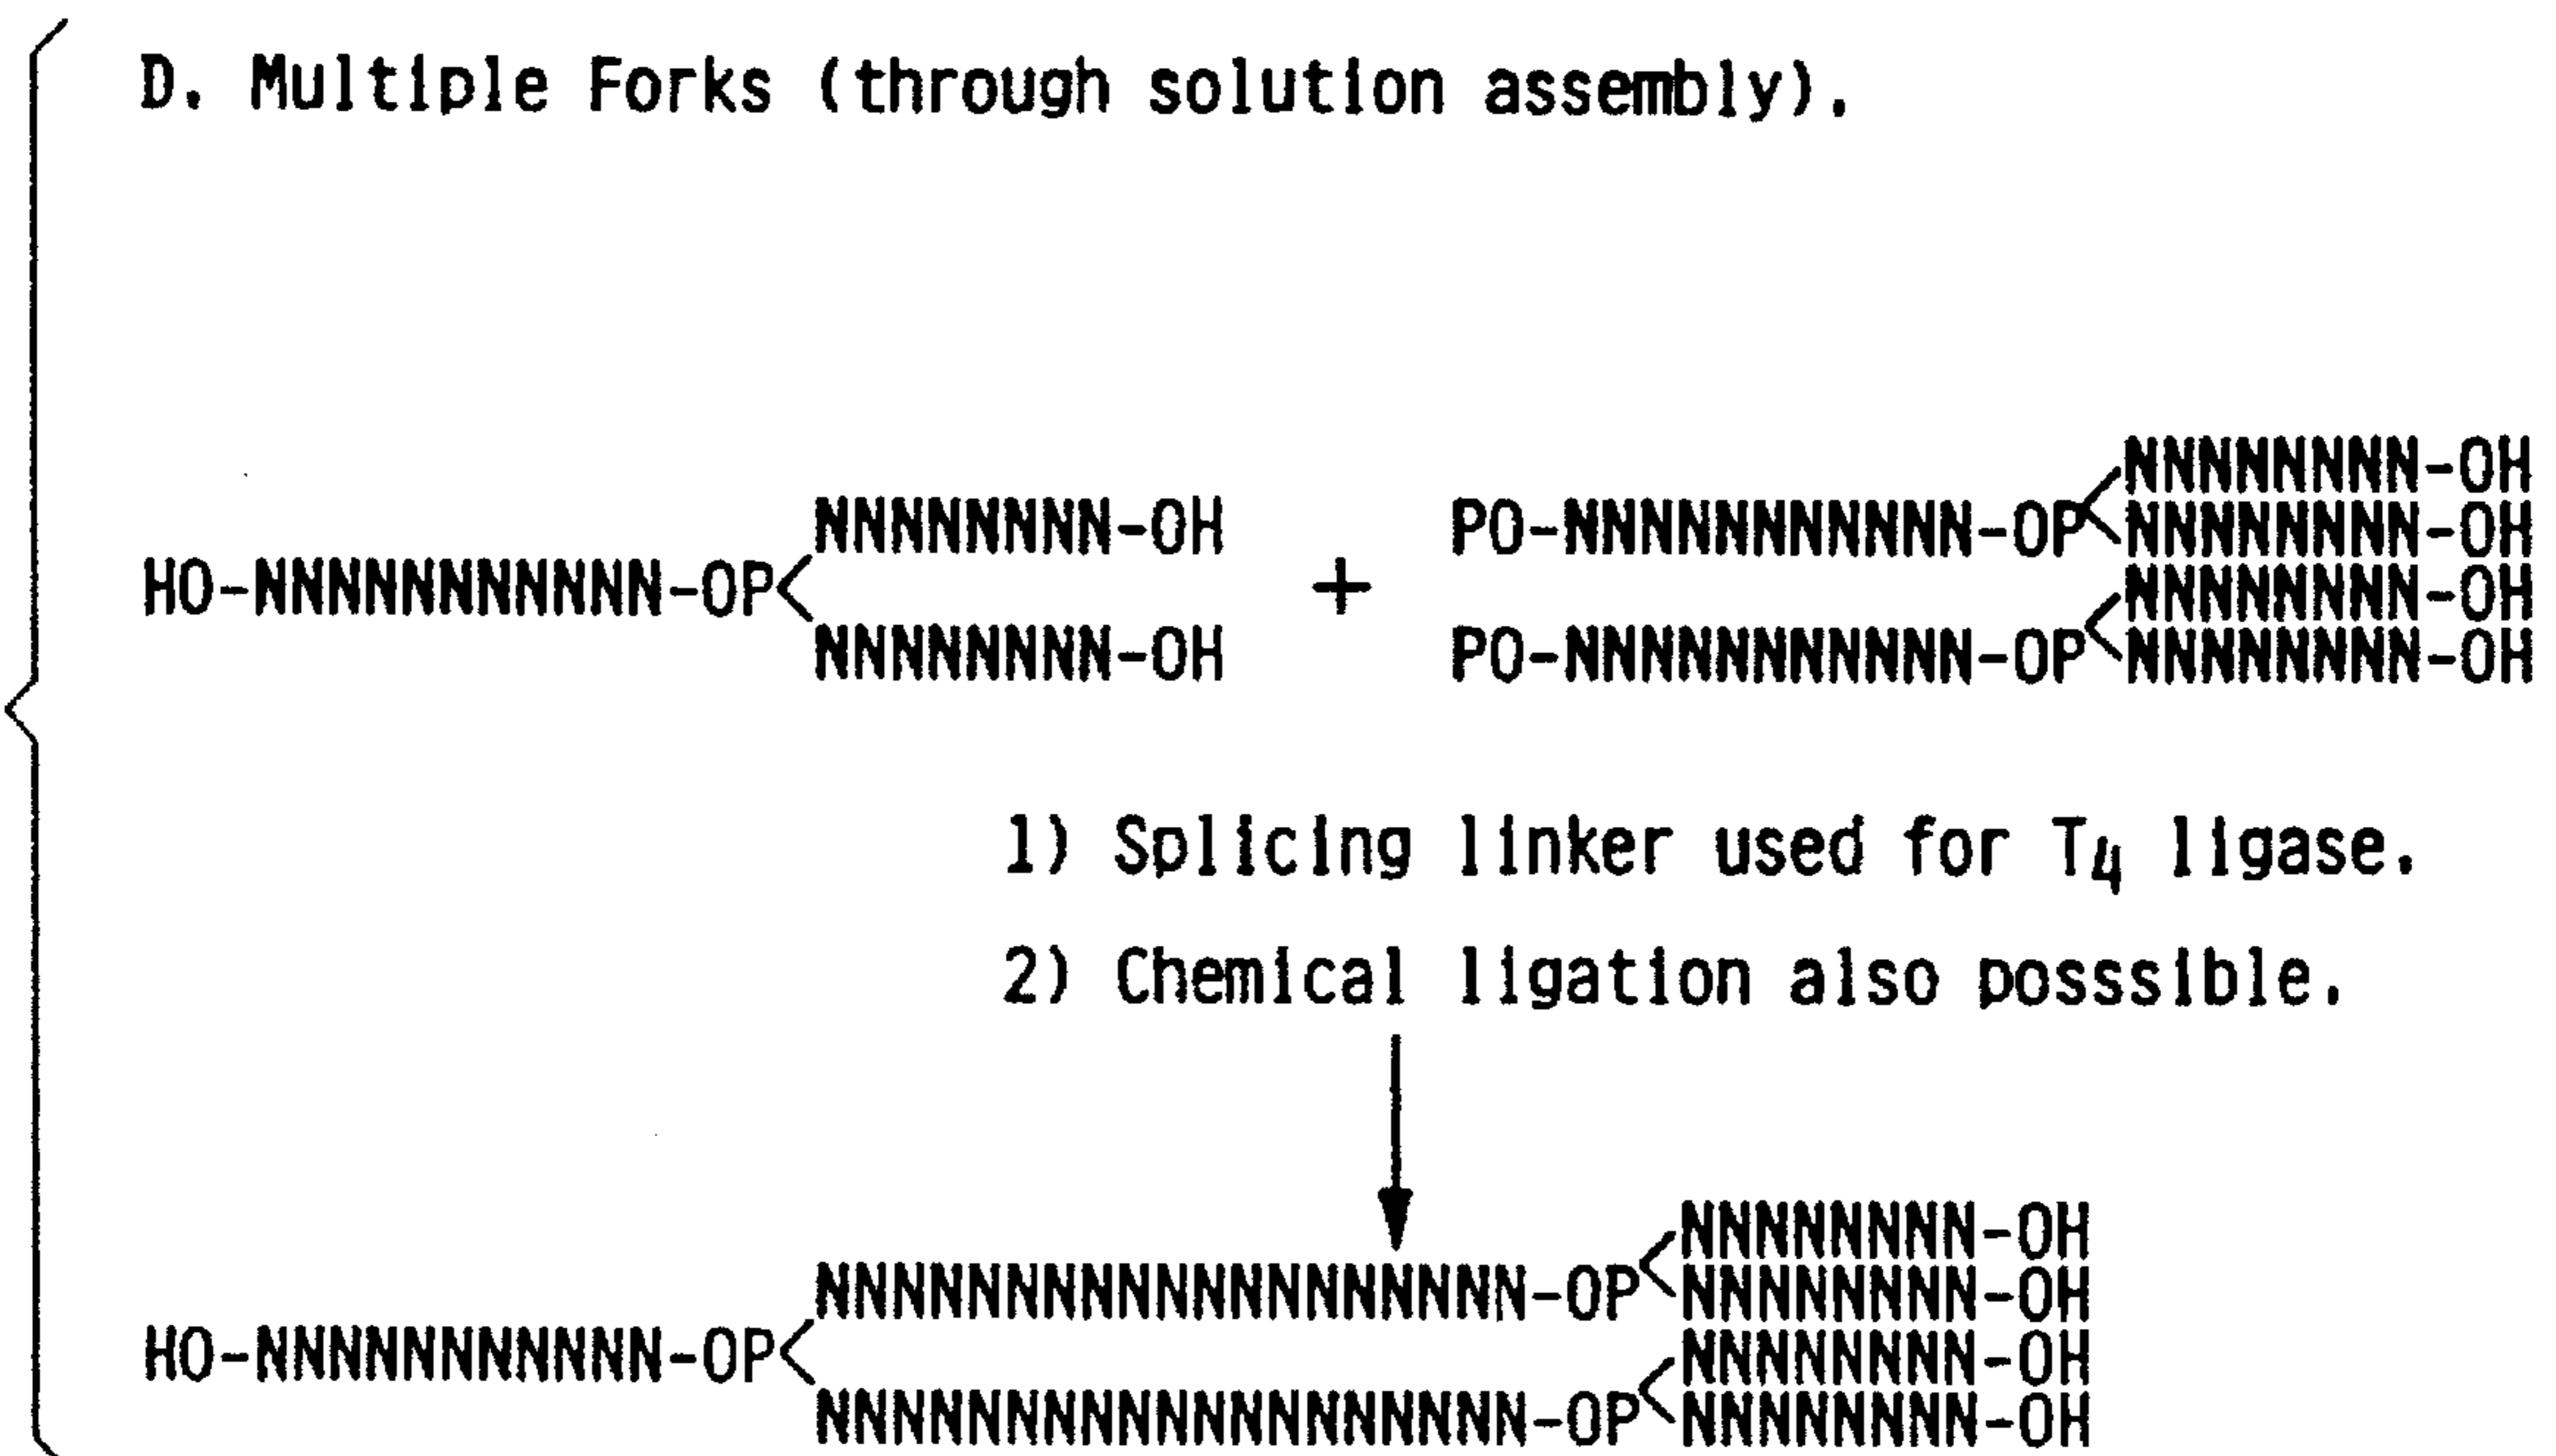 D. Multiple Forks (through solution assembly).
NNNNNNNN-OH
NNNNNNNN-OH PO-NNNNNNNNNNN-OP NNNNNNNN-OH
HO-NNNNNNNNNNN-OP + NNNNNNNN-OH
NNNNNNNN-OH PO-NNNNNNNNNNN-OP NNNNNNNN-OH
1) Splicing linker used for T4 ligase.
2) Chemical ligation also posssible.
NNNNNNNN-OH
NNNNNNNNNNNNNNNNNNN-OP NNNNNNNN-OH
HO-NNNNNNNNNNN-OP NNNNNNNN-OH
NNNNNNNNNNNNNNNNNNN-OP NNNNNNNN-OH